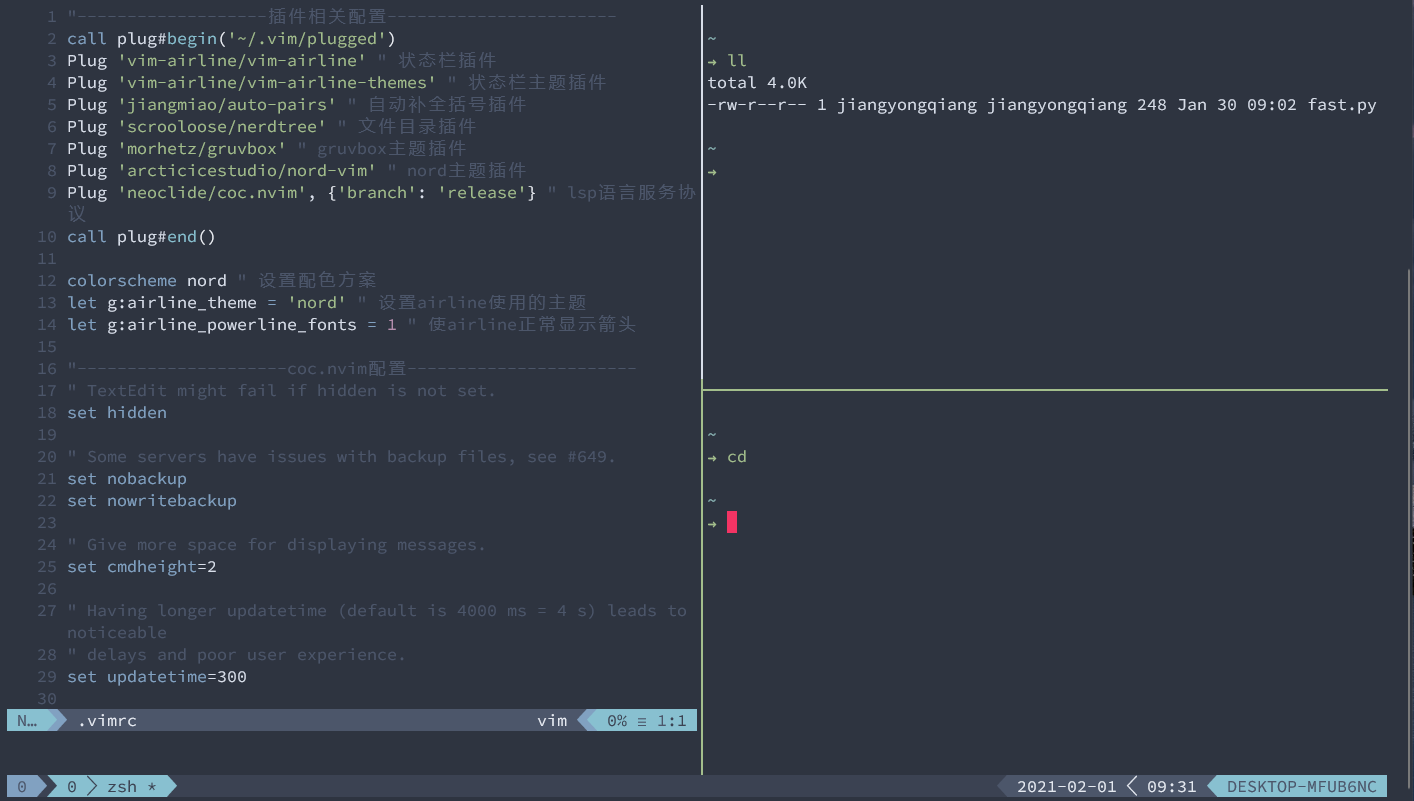 1 "-------------------插件相关配置-----------------------
2 call plug#begin('~/.vim/plugged')
3 Plug 'vim-airline/vim-airline' " 状态栏插件
4 Plug 'vim-airline/vim-airline-themes' " 状态栏主题插件
5 Plug 'jiangmiao/auto-pairs' " 自动补全括号插件
6 Plug 'scrooloose/nerdtree' " 文件目录插件
7 Plug 'morhetz/gruvbox' " gruvbox主题插件
8 Plug 'arcticicestudio/nord-vim' " nord主题插件
9 Plug 'neoclide/coc.nvim', {'branch': 'release'} " lsp语言服务协
议
10 call plug#end()
11
12 colorscheme nord " 设置配色方案
13 let g:airline_theme = 'nord' " 设置airline使用的主题
14 let g:airline_powerline_fonts = 1 " 使airline正常显示箭头
15
16 "---------------------coc.nvim配置-----------------------
17 " TextEdit might fail if hidden is not set.
18 set hidden
19
20 " Some servers have issues with backup files, see #649.
21 set nobackup
22 set nowritebackup
23
24 " Give more space for displaying messages.
25 set cmdheight=2
26
27 " Having longer updatetime (default is 4000 ms = 4 s) leads to
noticeable
28 " delays and poor user experience.
29 set updatetime=300
30
N… .vimrc vim 0% ≡ 1:1
~
→ ll
total 4.0K
-rw-r--r-- 1 jiangyongqiang jiangyongqiang 248 Jan 30 09:02 fast.py
~
→
~
→ cd
~
→
0 0 zsh * 2021-02-01 09:31 DESKTOP-MFUB6NC